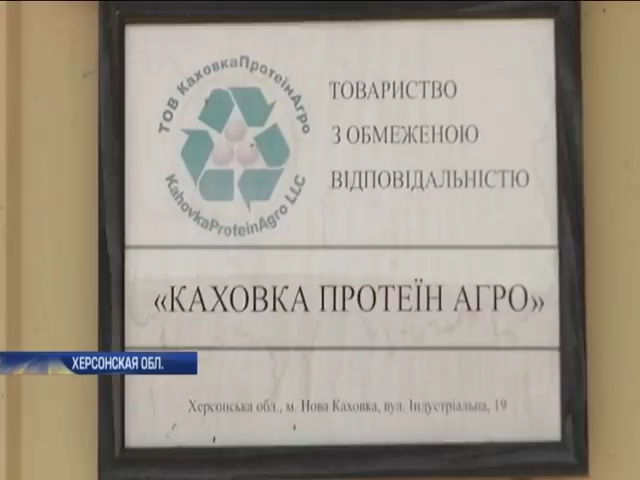 ТОВ КаховкаПротеїнАгро
KahovkaProteinAgro LLC
ТОВАРИСТВО
З ОБМЕЖЕНОЮ
ВІДПОВІДАЛЬНІСТЮ
«КАХОВКА ПРОТЕЇН АГРО»
ХЕРСОНСКАЯ ОБЛ.
Херсонська обл., м. Нова Каховка, вул. Індустріальна, 19